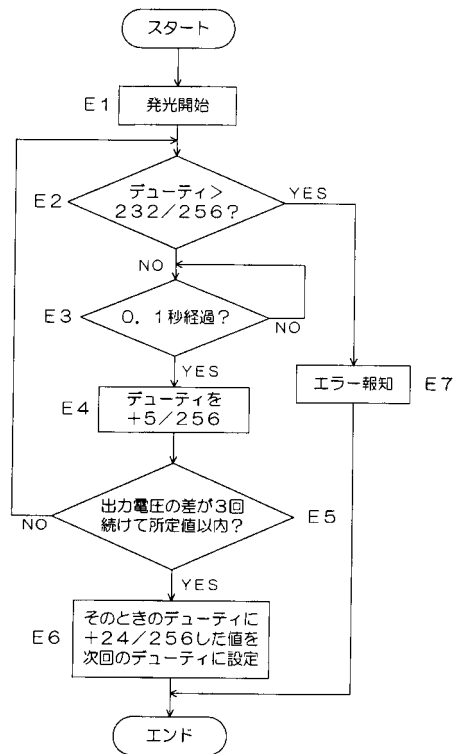 スタート
E1
発光開始
E2
デューティ>
232/256?
YES
NO
E3
0.1秒経過?
NO
YES
E4
デューティを
+5/256
エラー報知
E7
出力電圧の差が3回
続けて所定値以内?
E5
NO
YES
E6
そのときのデューティに
+24/256した値を
次回のデューティに設定
エンド